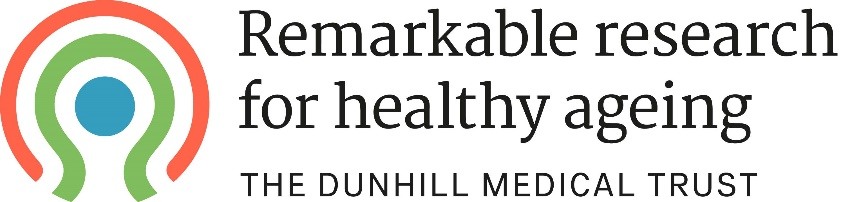 Remarkable research
for healthy ageing
THE DUNHILL MEDICAL TRUST